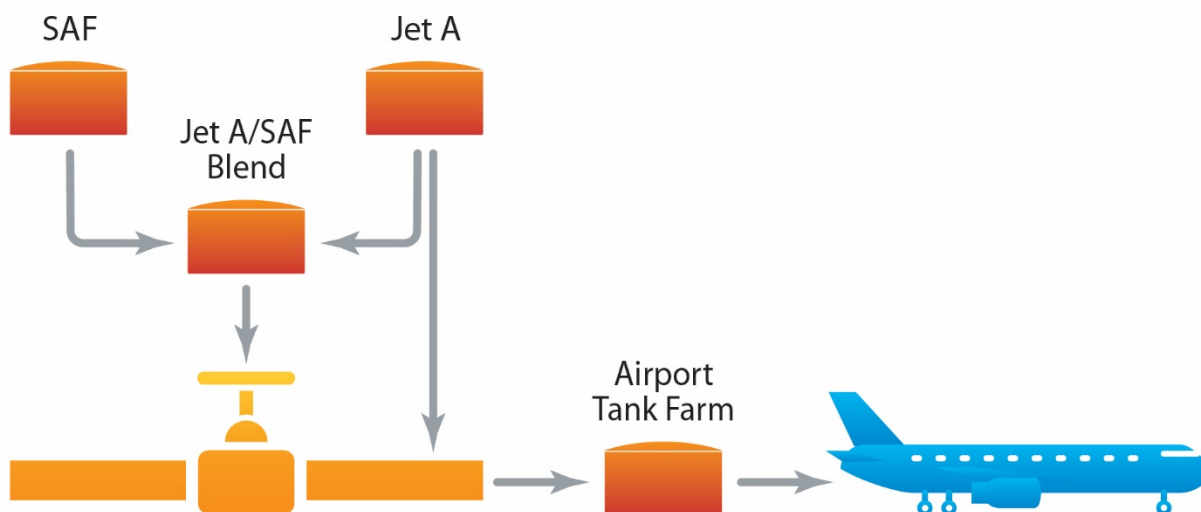 SAF
Jet A
Jet A/SAF
Blend
Airport
Tank Farm